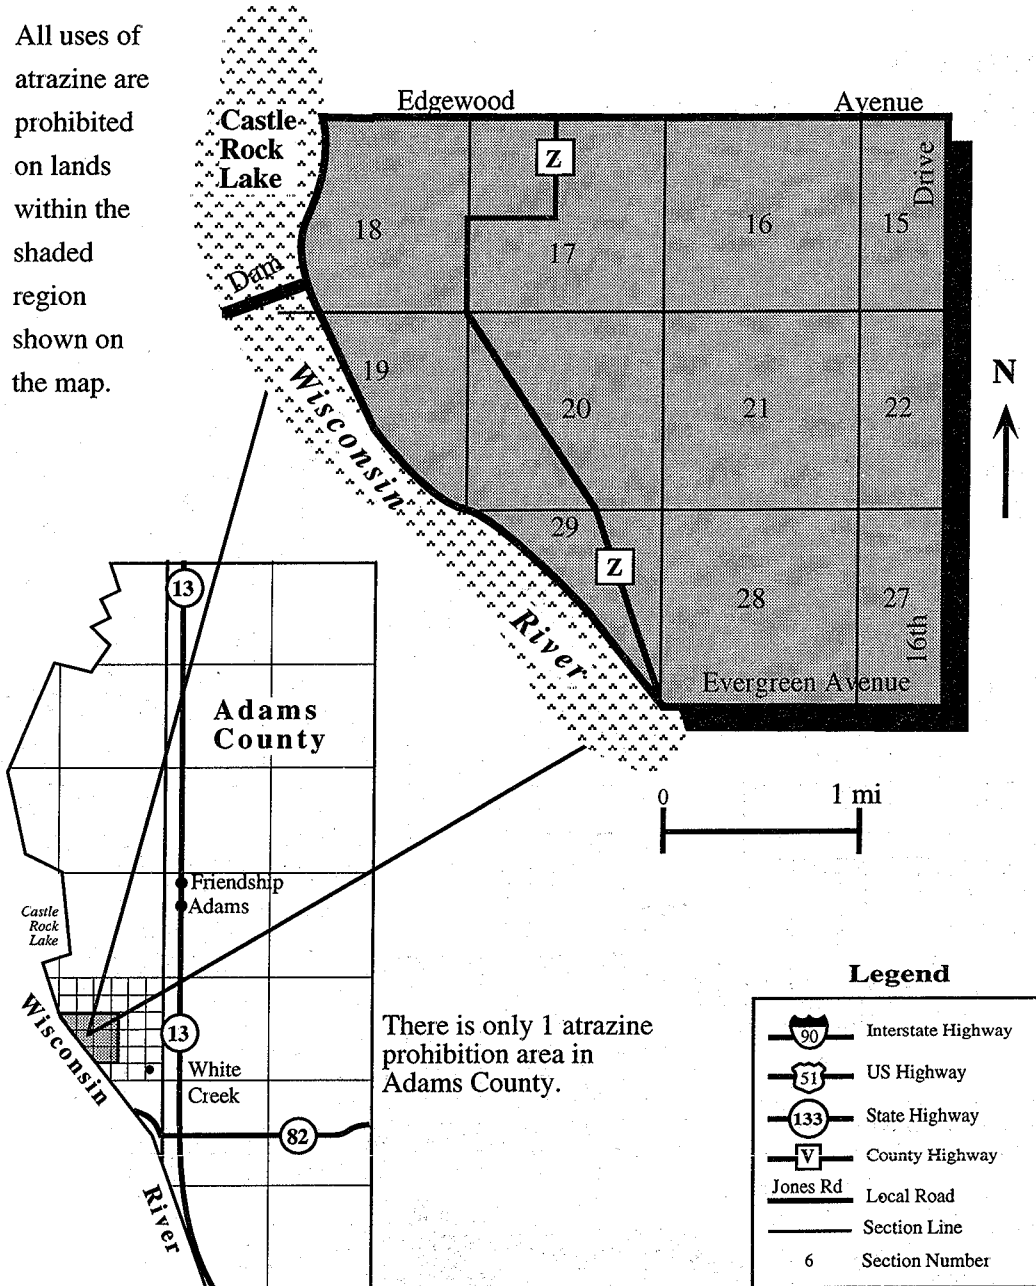 All uses of
atrazine are
prohibited
on lands
within the
shaded
region
shown on
the map.
Edgewood Avenue
Castle
Rock
Lake
Z
Drive
18
17
16
15
Dam
19
20
21
22
N
Wisconsin
29
Z
28
27
16th
River
Evergreen Avenue
0 1 mi
13
Adams
County
Friendship
Adams
Castle
Rock
Lake
13
Wisconsin
White
Creek
82
River
There is only 1 atrazine
prohibition area in
Adams County.
Legend
90 Interstate Highway
51 US Highway
133 State Highway
V County Highway
Jones Rd Local Road
Section Line
6 Section Number